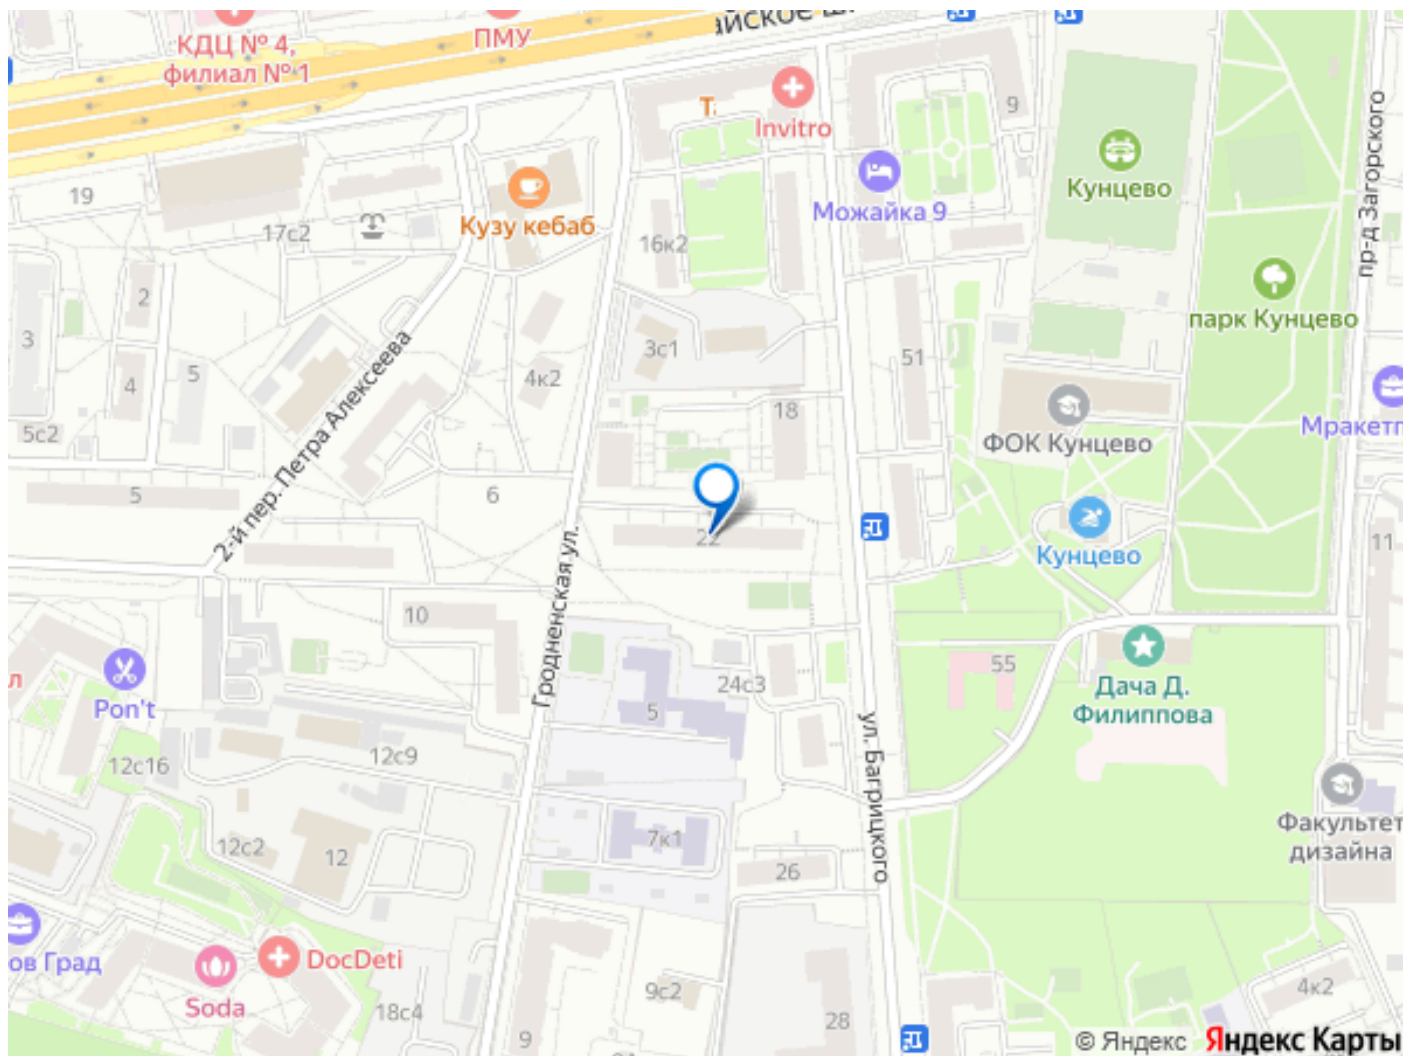 КДЦ № 4,
филиал № 1
ПМУ
айское ш
Invitro
9
Кунцево
Можайка 9
пр-д Загорского
19
17с2
Кузу кебаб
16к2
2
3
4
5
5с2
4к2
3с1
51
парк Кунцево
ФОК Кунцево
18
2-й пер. Петра Алексеева
5
6
22
Кунцево
11
10
Гродненская ул.
Pon't
24с3
5
55
Дача Д.
Филиппова
ул. Багрицкого
12с16
12с9
12с2
12
7к1
26
Факультет
дизайна
ов Град
Soda
DocDeti
18с4
9с2
9
28
4к2
© Яндекс Яндекс Карты